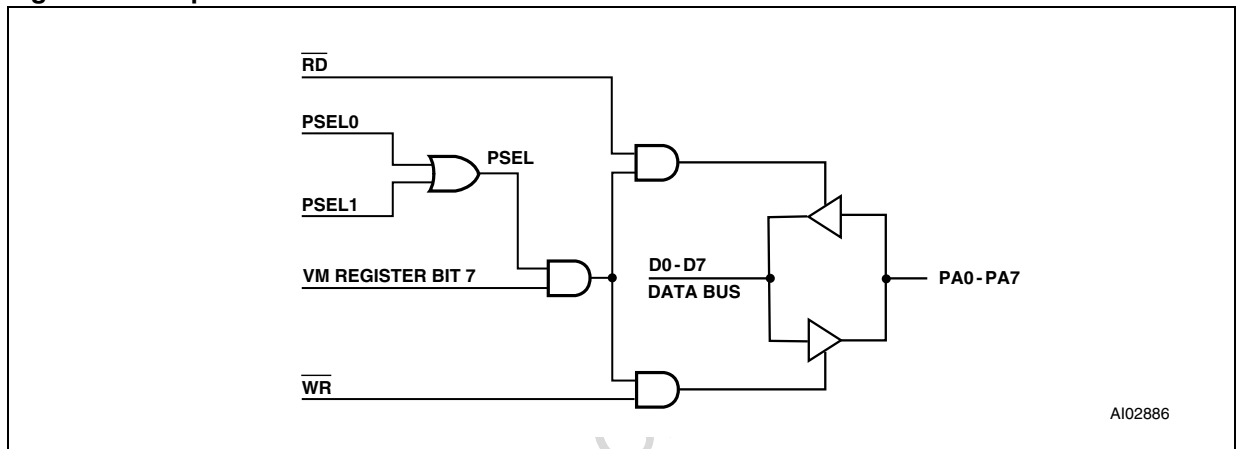 RD
PSEL0
PSEL
PSEL1
VM REGISTER BIT 7
D0-D7
DATA BUS
PA0-PA7
WR
AI02886